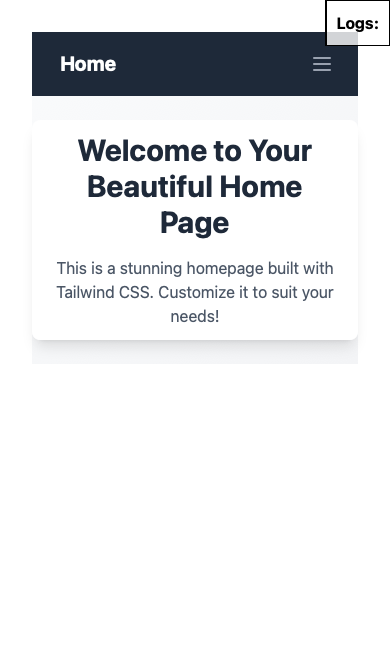 Logs:
Home
Welcome to Your
Beautiful Home
Page
This is a stunning homepage built with
Tailwind CSS. Customize it to suit your
needs!